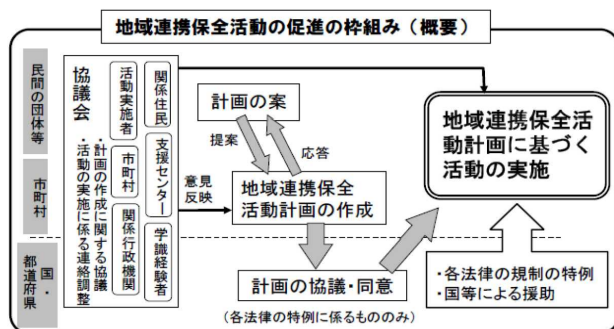 地域連携保全活動の促進の枠組み（概要）
民間の団体等
市町村
国・
都道府県
協議会
・計画の作成に関する協議
・活動の実施に係る連絡調整
活動実施者
市町村
関係行政機関
関係住民
支援センター
学識経験者
計画の案
提案
応答
意見
反映
地域連携保全
活動計画の作成
計画の協議・同意
(各法律の特例に係るもののみ)
地域連携保全活
動計画に基づく
活動の実施
・各法律の規制の特例
・国等による援助